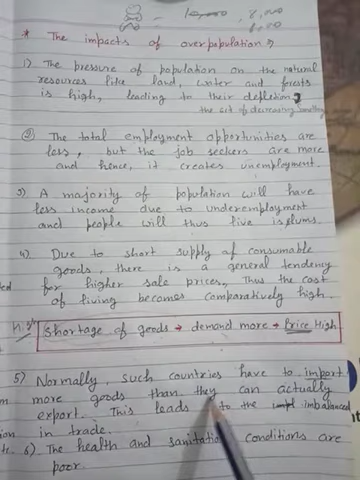 10,000, 8,000
* The impacts of overpopulation →
1) The pressure of population on the natural
resources like land, water and forests
is high, leading to their depletion
the act of decreasing something
② The total employment opportunities are
less, but the job seekers are more
and hence, it creates unemployment.
3) A majority of population will have
less income due to underemployment
and people will thus live in slums.
4) Due to short supply of consumable
goods, there is a general tendency
for higher sale prices, Thus the cost
of living becomes comparatively high.
Shortage of goods → demand more → Price High
5) Normally, such countries have to import
more goods than they can actually
export. This leads to the imbalanced
in trade.
6) The health and sanitation conditions are
poor.